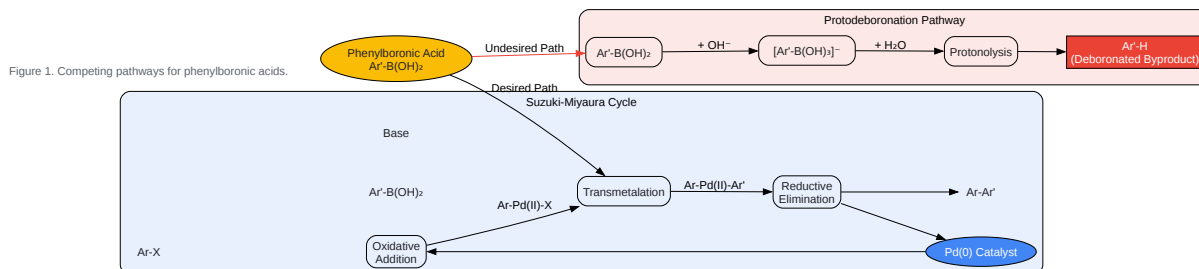 Protodeboronation Pathway
Phenylboronic Acid
Ar'-B(OH)₂
Undesired Path
Ar'-B(OH)₂
+ OH⁻
[Ar'-B(OH)₃]⁻
+ H₂O
Protonolysis
Ar'-H
(Deboronated Byproduct)
Figure 1. Competing pathways for phenylboronic acids.
Desired Path
Suzuki-Miyaura Cycle
Base
Ar'-B(OH)₂
Ar-Pd(II)-X
Transmetalation
Ar-Pd(II)-Ar'
Reductive
Elimination
Ar-Ar'
Ar-X
Oxidative
Addition
Pd(0) Catalyst